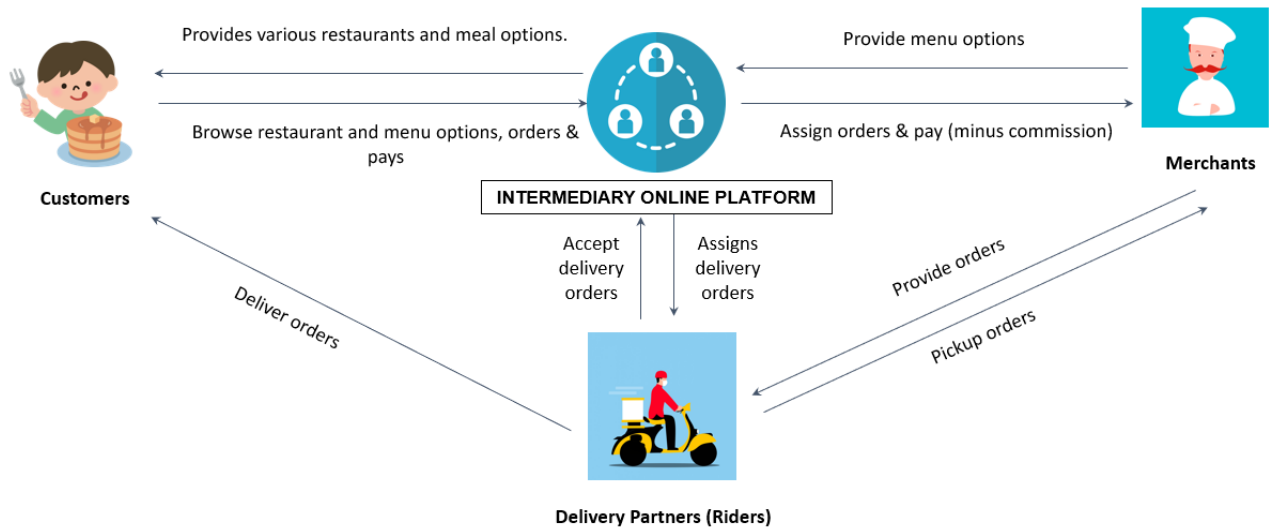 Provides various restaurants and meal options.
Provide menu options
Browse restaurant and menu options, orders &
pays
Assign orders & pay (minus commission)
Customers
INTERMEDIARY ONLINE PLATFORM
Merchants
Accept
delivery
orders
Assigns
delivery
orders
Deliver orders
Provide orders
Pickup orders
Delivery Partners (Riders)